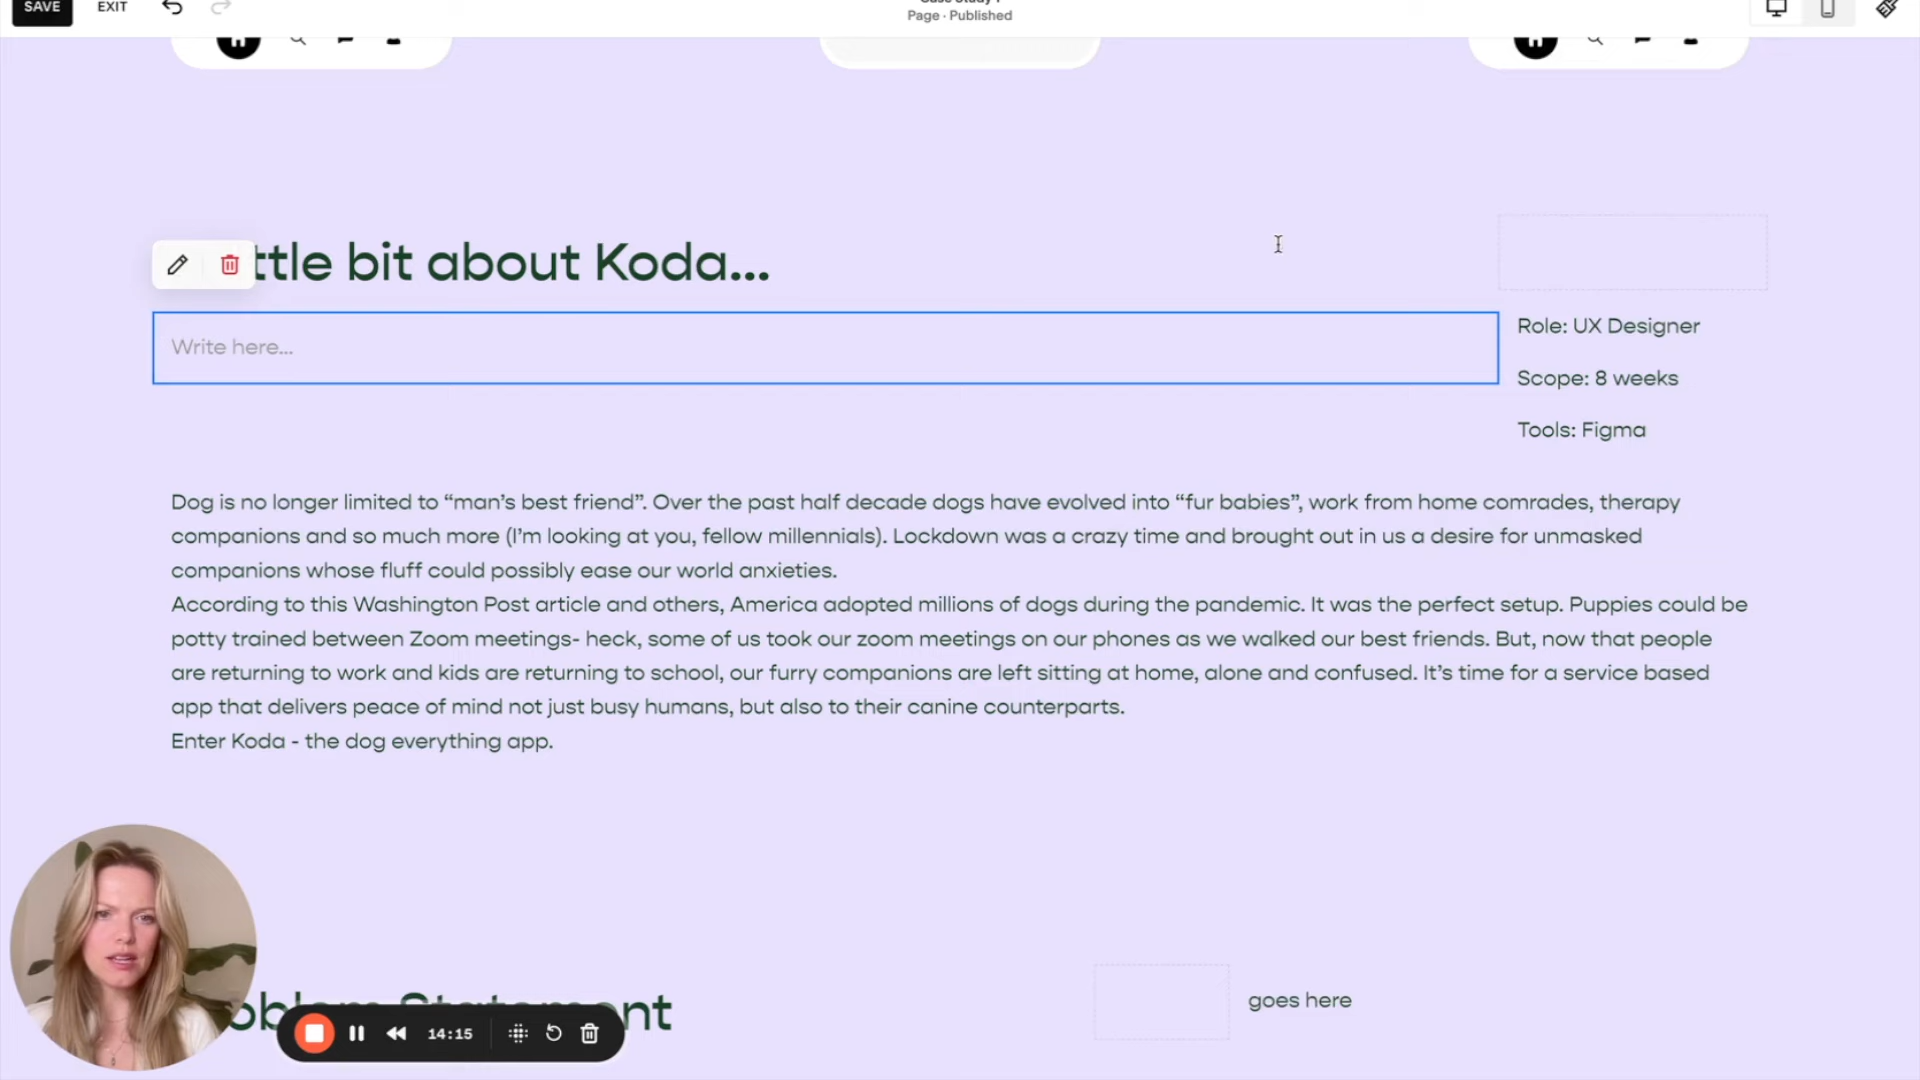 SAVE
EXIT
Page · Published
ttle bit about Koda...
Write here...
Role: UX Designer
Scope: 8 weeks
Tools: Figma
Dog is no longer limited to “man’s best friend”. Over the past half decade dogs have evolved into “fur babies”, work from home comrades, therapy
companions and so much more (I’m looking at you, fellow millennials). Lockdown was a crazy time and brought out in us a desire for unmasked
companions whose fluff could possibly ease our world anxieties.
According to this Washington Post article and others, America adopted millions of dogs during the pandemic. It was the perfect setup. Puppies could be
potty trained between Zoom meetings- heck, some of us took our zoom meetings on our phones as we walked our best friends. But, now that people
are returning to work and kids are returning to school, our furry companions are left sitting at home, alone and confused. It’s time for a service based
app that delivers peace of mind not just busy humans, but also to their canine counterparts.
Enter Koda - the dog everything app.
goes here
14:15